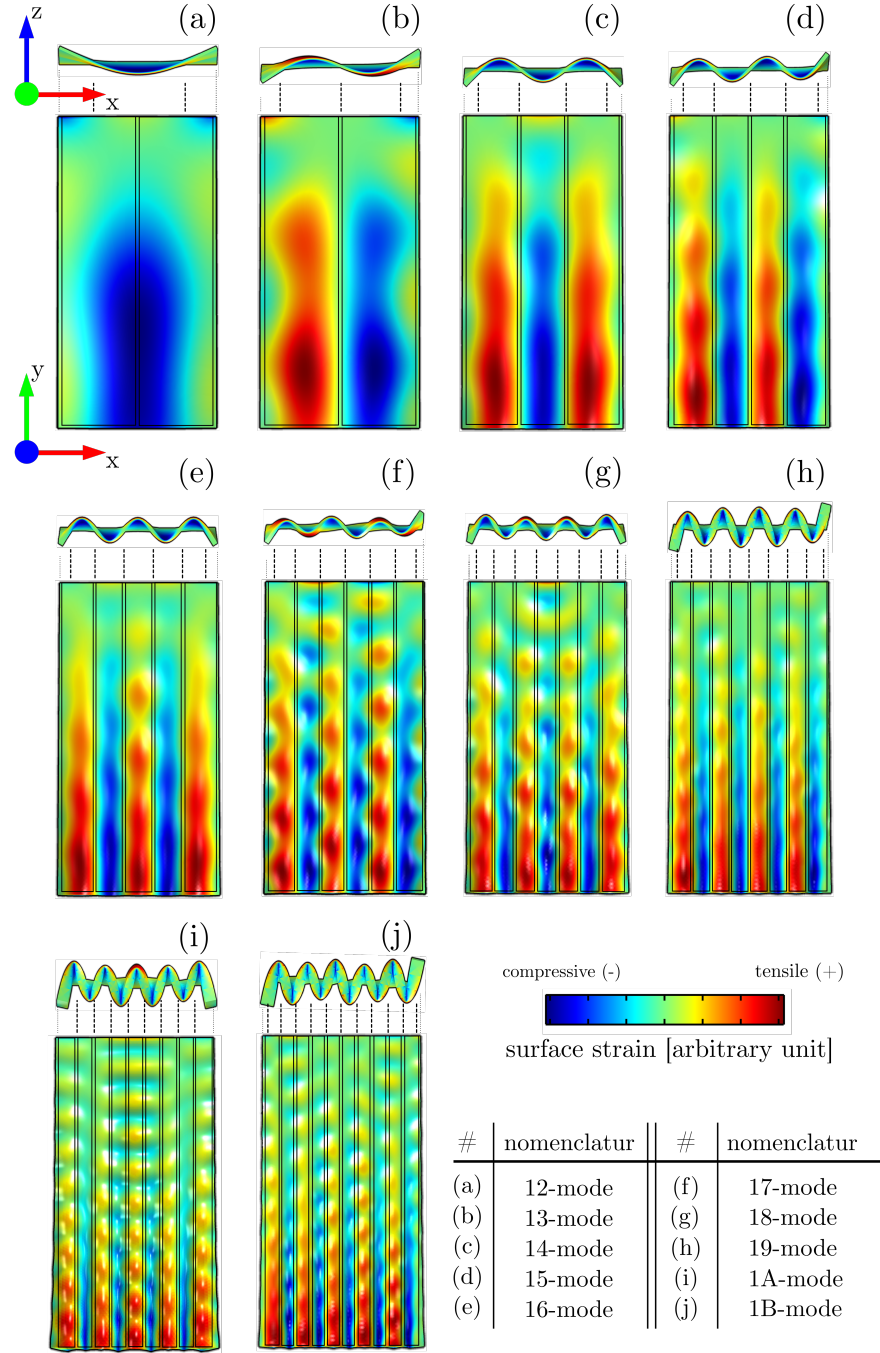 (a) (b) (c) (d)
z
x
y
x
(e) (f) (g) (h)
(i) (j)
compressive (-) tensile (+)
surface strain [arbitrary unit]
# nomenclatur # nomenclatur
(a) 12-mode (f) 17-mode
(b) 13-mode (g) 18-mode
(c) 14-mode (h) 19-mode
(d) 15-mode (i) 1A-mode
(e) 16-mode (j) 1B-mode